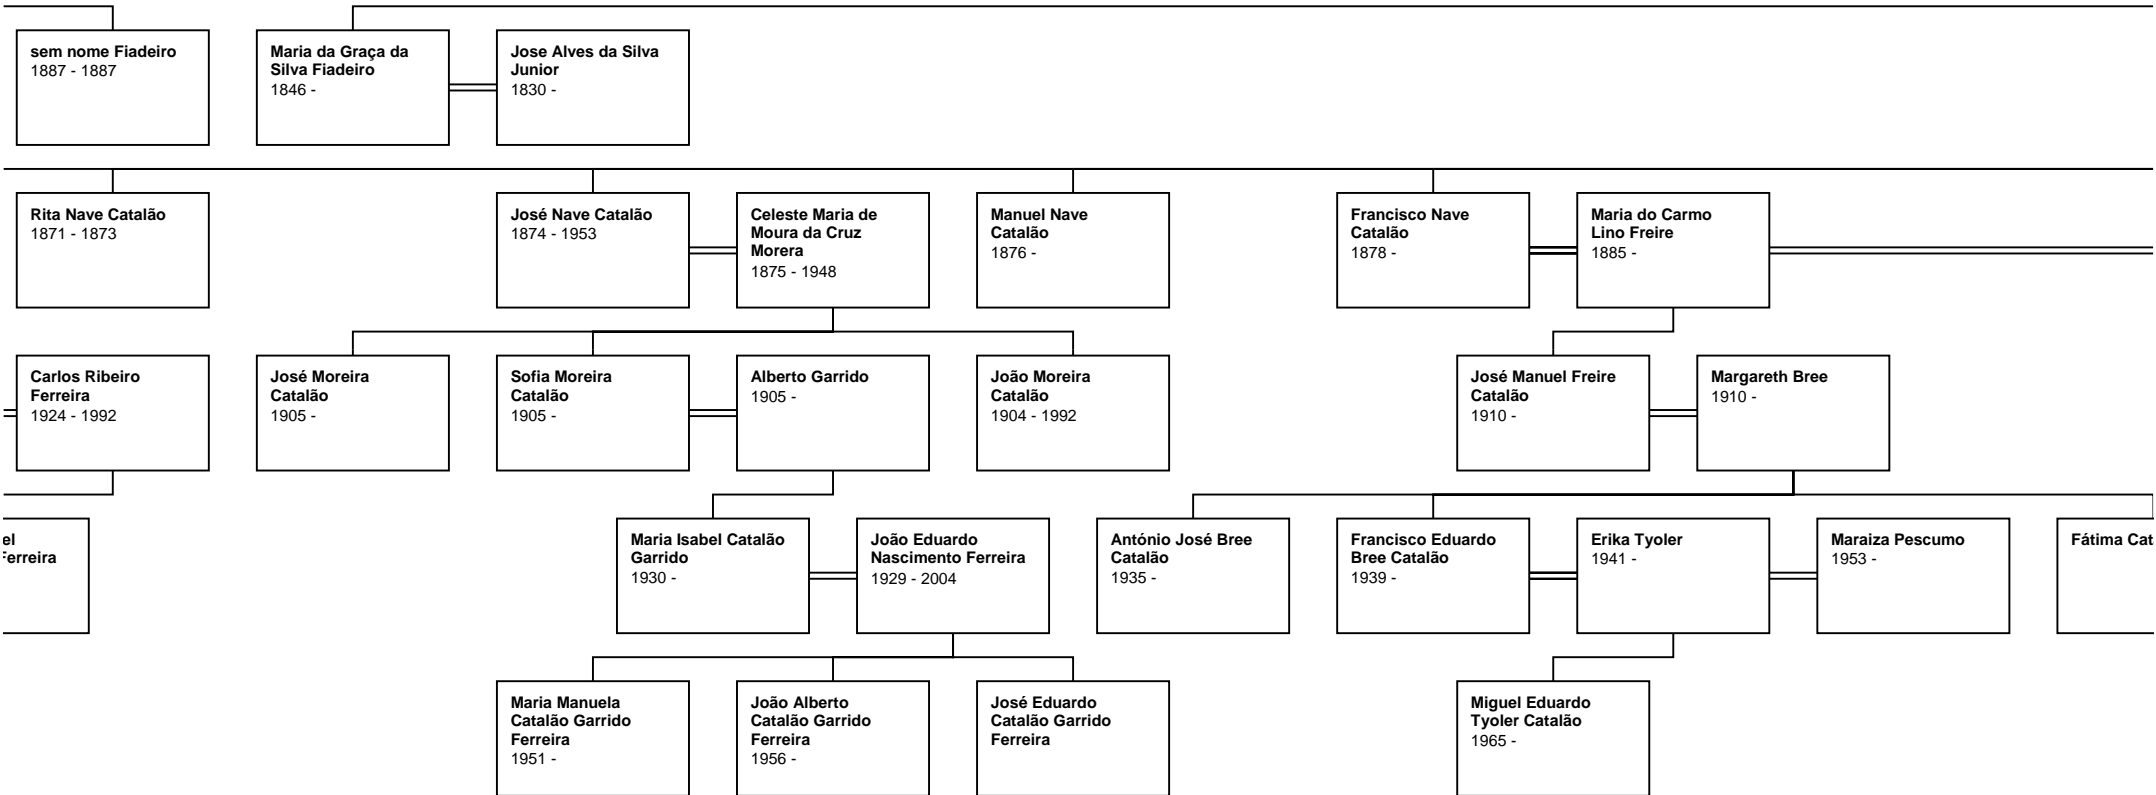 sem nome Fiadeiro
1887 - 1887
Maria da Graça da
Silva Fiadeiro
1846 -
Jose Alves da Silva
Junior
1830 -
Rita Nave Catalão
1871 - 1873
José Nave Catalão
1874 - 1953
Celeste Maria de
Moura da Cruz
Morera
1875 - 1948
Manuel Nave
Catalão
1876 -
Francisco Nave
Catalão
1878 -
Maria do Carmo
Lino Freire
1885 -
Carlos Ribeiro
Ferreira
1924 - 1992
José Moreira
Catalão
1905 -
Sofia Moreira
Catalão
1905 -
Alberto Garrido
1905 -
João Moreira
Catalão
1904 - 1992
José Manuel Freire
Catalão
1910 -
Margareth Bree
1910 -
el
Ferreira
Maria Isabel Catalão
Garrido
1930 -
João Eduardo
Nascimento Ferreira
1929 - 2004
António José Bree
Catalão
1935 -
Francisco Eduardo
Bree Catalão
1939 -
Erika Tyoler
1941 -
Maraiza Pescumo
1953 -
Fátima Cat
Maria Manuela
Catalão Garrido
Ferreira
1951 -
João Alberto
Catalão Garrido
Ferreira
1956 -
José Eduardo
Catalão Garrido
Ferreira
Miguel Eduardo
Tyoler Catalão
1965 -